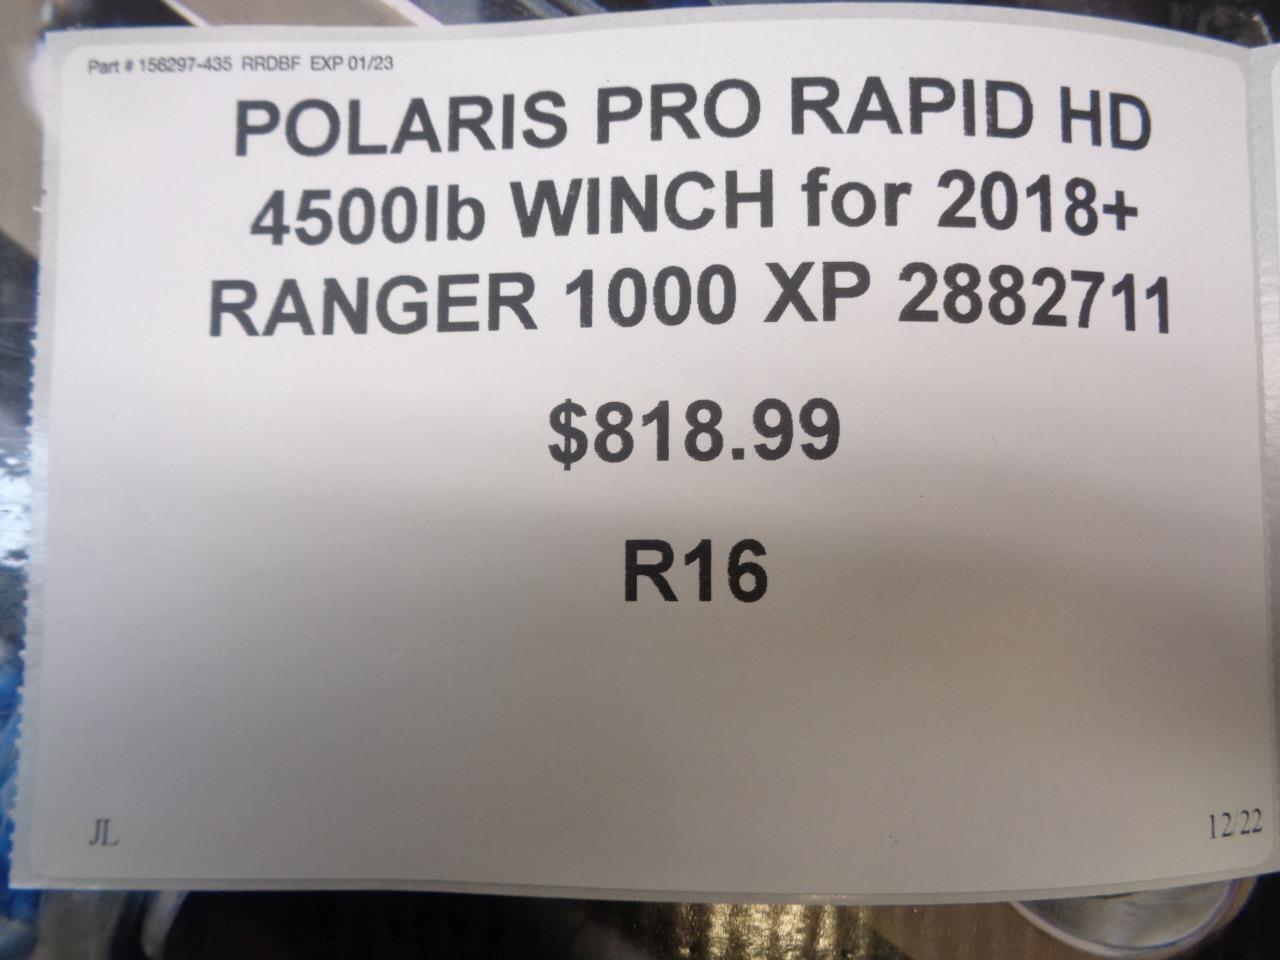 Part # 156297-435 RRDBF EXP 01/23
POLARIS PRO RAPID HD
4500lb WINCH for 2018+
RANGER 1000 XP 2882711
$818.99
R16
JL
12/22